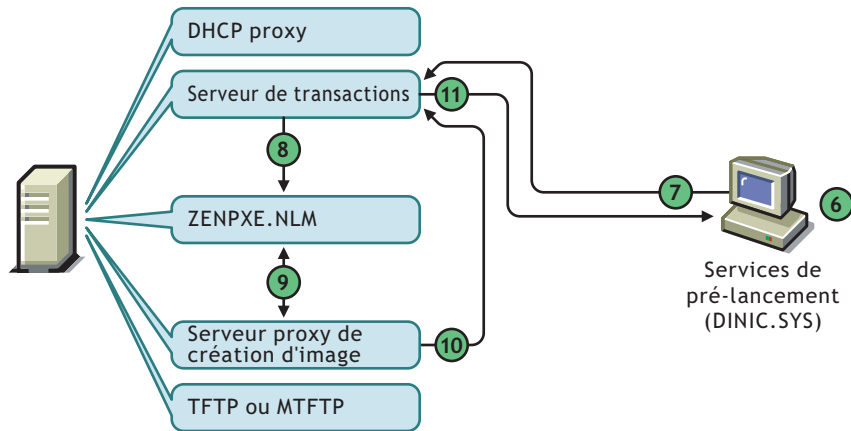 DHCP proxy
Serveur de transactions
11
8
7
6
ZENPXE.NLM
9
Services de
pré-lancement
(DINIC.SYS)
Serveur proxy de
création d'image
10
TFTP ou MTFTP